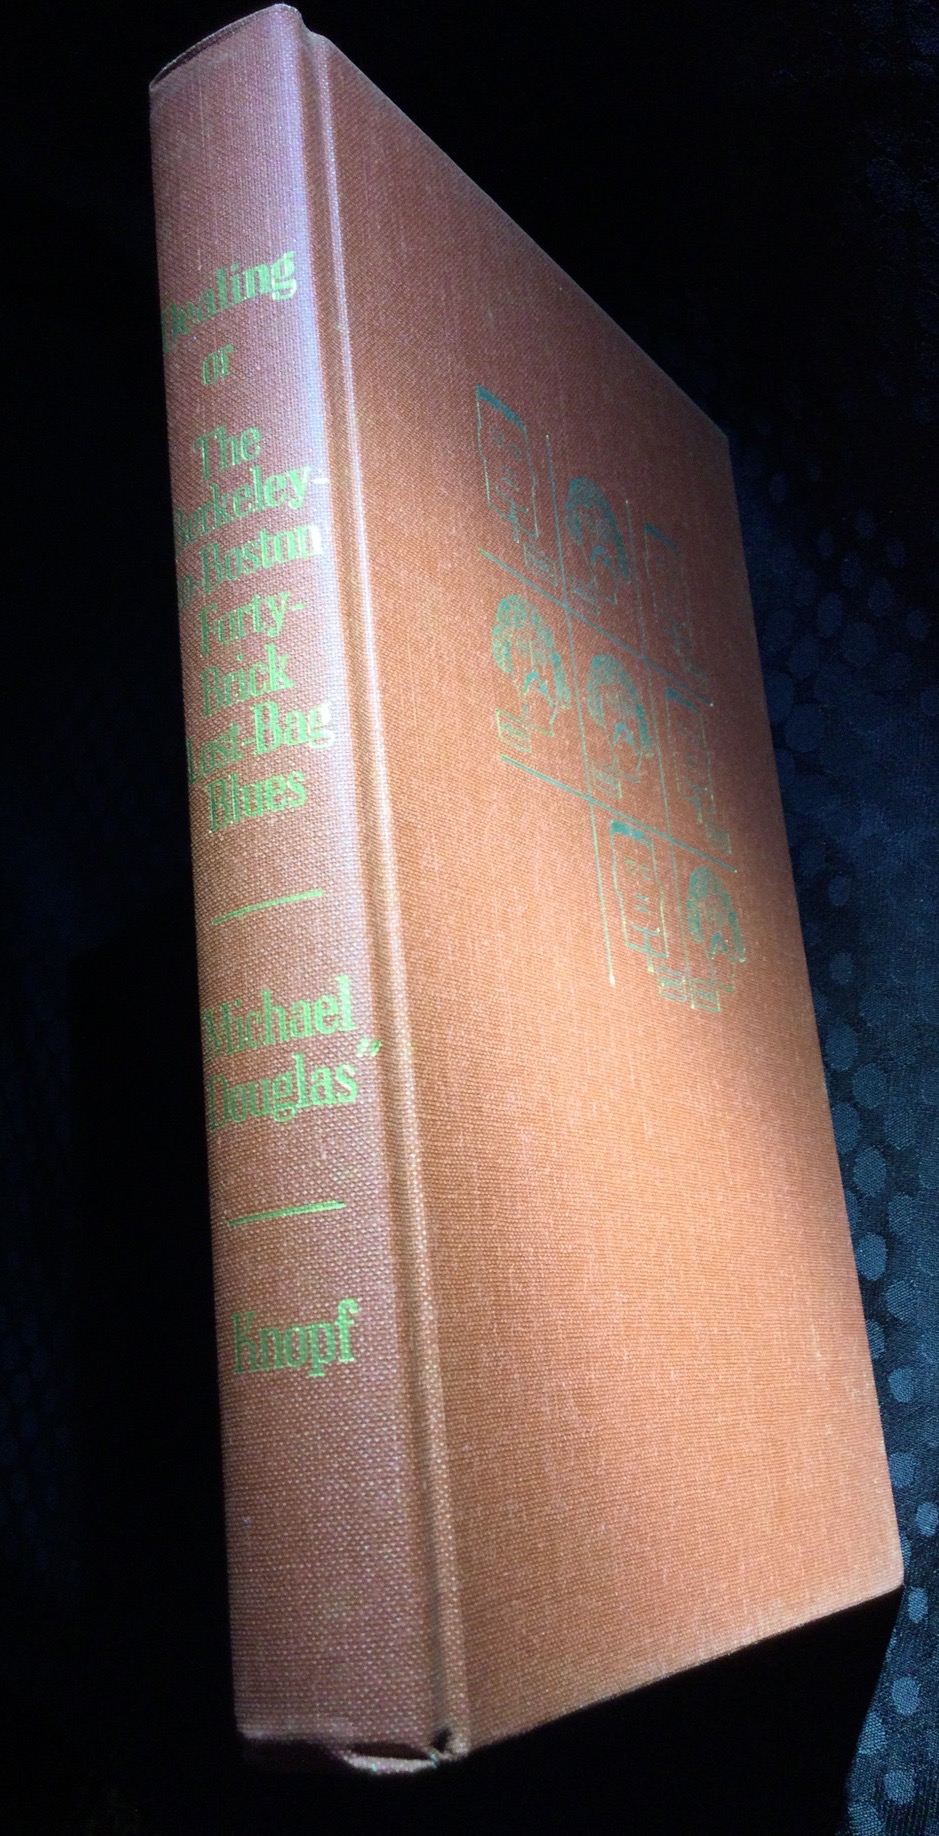 Dealing
or
The
Berkeley-
to-Boston
Forty-
Brick
Lost-Bag
Blues
"Michael
Douglas"
Knopf